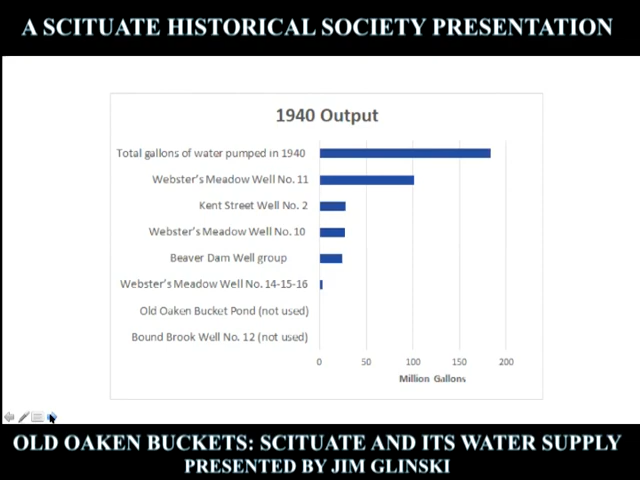 A SCITUATE HISTORICAL SOCIETY PRESENTATION
1940 Output
Total gallons of water pumped in 1940
Webster's Meadow Well No. 11
Kent Street Well No. 2
Webster's Meadow Well No. 10
Beaver Dam Well group
Webster's Meadow Well No. 14-15-16
Old Oaken Bucket Pond (not used)
Bound Brook Well No. 12 (not used)
0 50 100 150 200
Million Gallons
OLD OAKEN BUCKETS: SCITUATE AND ITS WATER SUPPLY
PRESENTED BY JIM GLINSKI